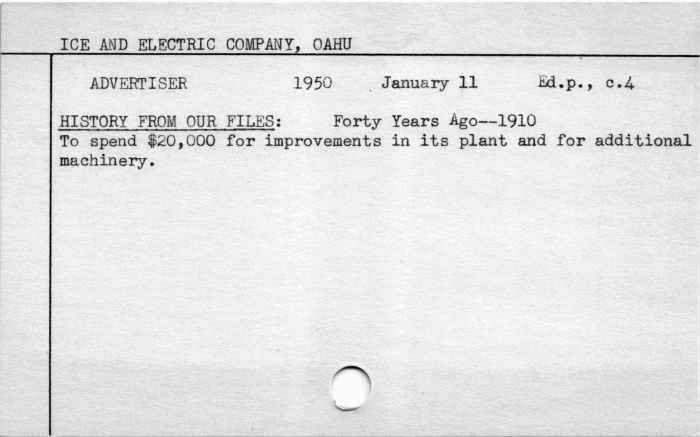 ICE AND ELECTRIC COMPANY, OAHU
ADVERTISER 1950 January 11 Ed.p., c.4
HISTORY FROM OUR FILES: Forty Years Ago--1910
To spend $20,000 for improvements in its plant and for additional
machinery.